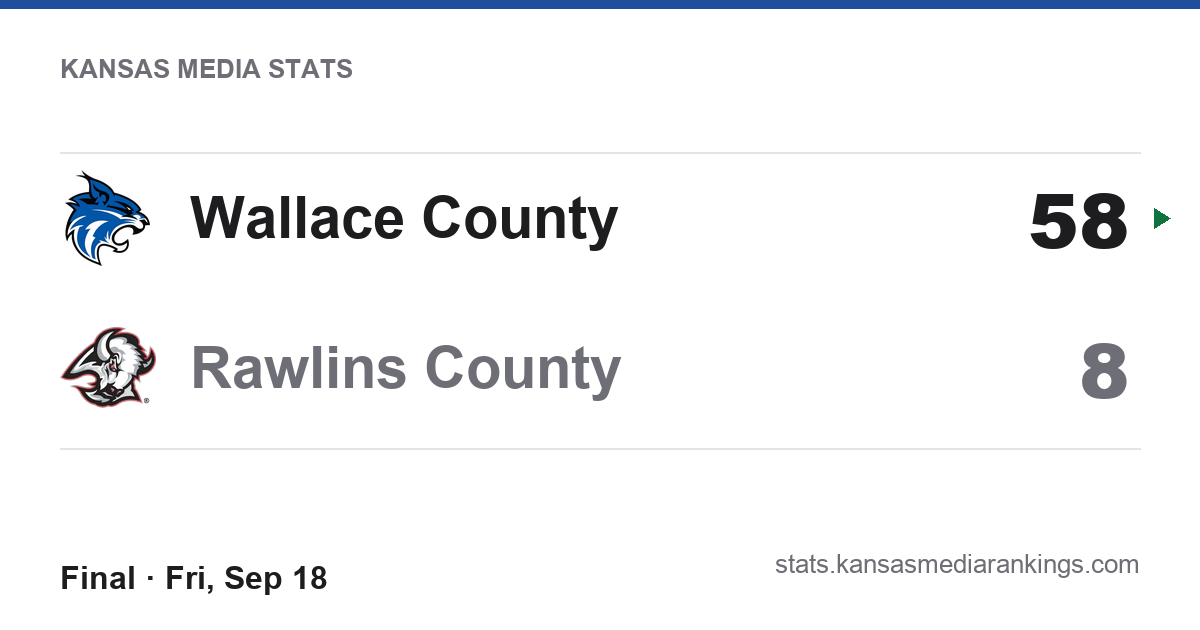 KANSAS MEDIA STATS
Wallace County 58
Rawlins County 8
Final · Fri, Sep 18
stats.kansasmediarankings.com